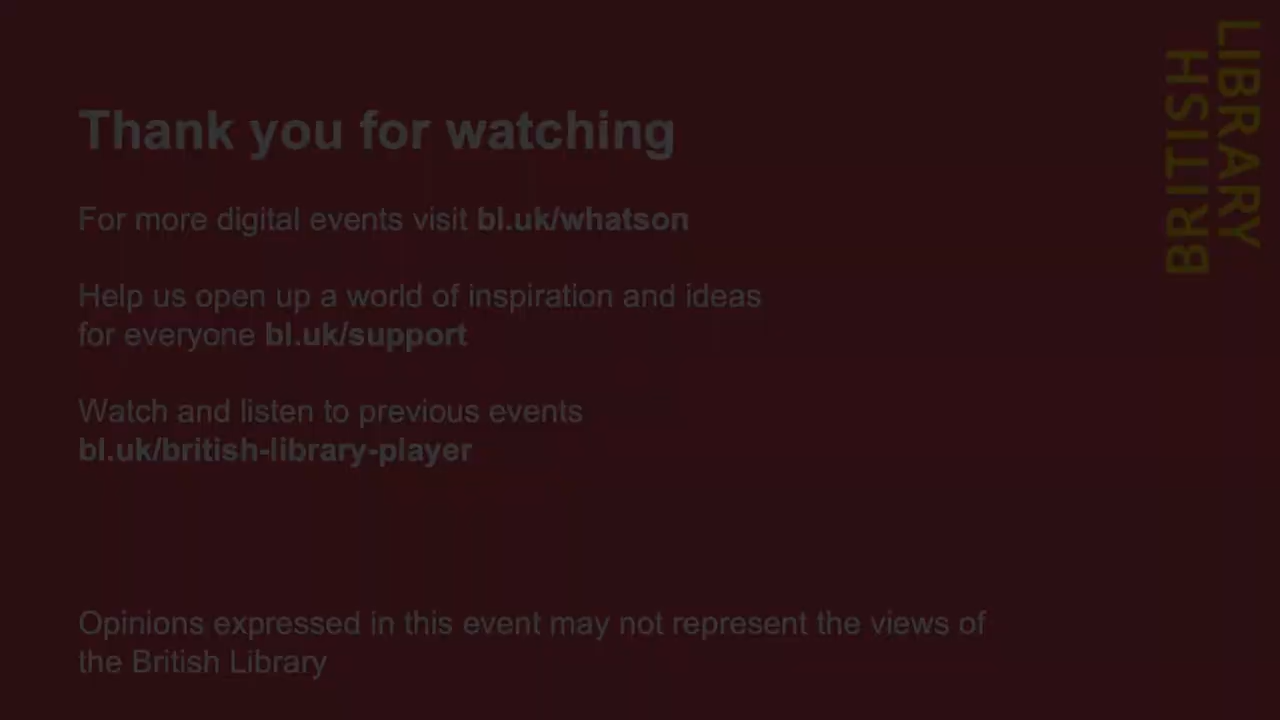 Thank you for watching
For more digital events visit bl.uk/whatson
Help us open up a world of inspiration and ideas
for everyone bl.uk/support
Watch and listen to previous events
bl.uk/british-library-player
Opinions expressed in this event may not represent the views of
the British Library
BRITISH
LIBRARY